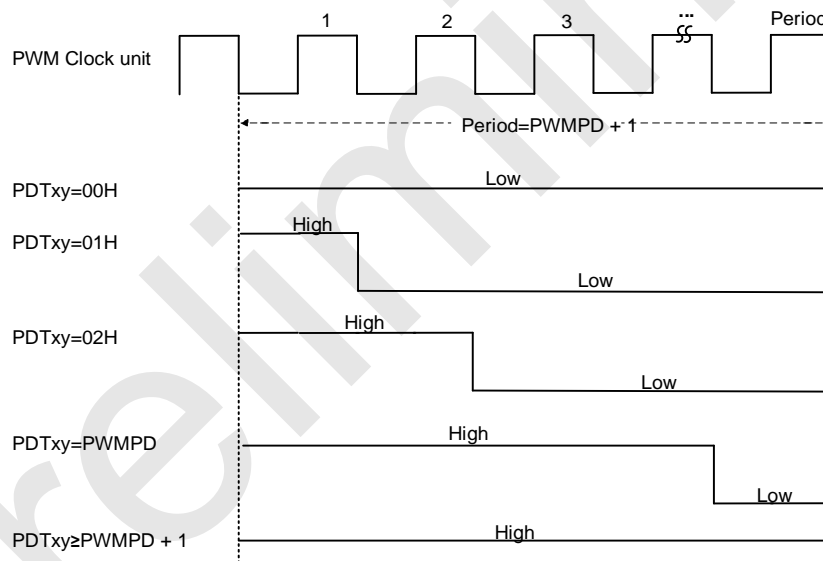 1 2 3 ... Period
PWM Clock unit
Period=PWMPD + 1
PDTxy=00H
Low
High
PDTxy=01H
Low
High
PDTxy=02H
Low
PDTxy=PWMPD
High
Low
PDTxy≥PWMPD + 1
High
relimi